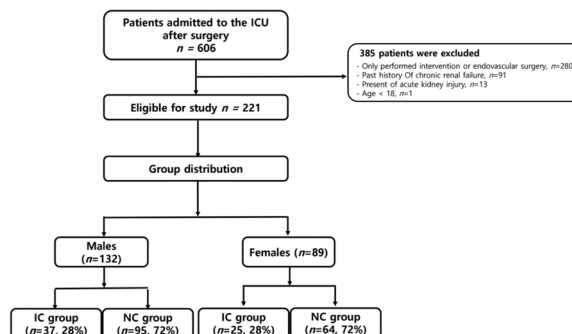 Patients admitted to the ICU
after surgery
n = 606
385 patients were excluded
- Only performed intervention or endovascular surgery, n=280
- Past history Of chronic renal failure, n=91
- Present of acute kidney injury, n=13
- Age < 18, n=1
Eligible for study n = 221
Group distribution
Males
(n=132)
Females (n=89)
IC group
(n=37, 28%)
NC group
(n=95, 72%)
IC group
(n=25, 28%)
NC group
(n=64, 72%)